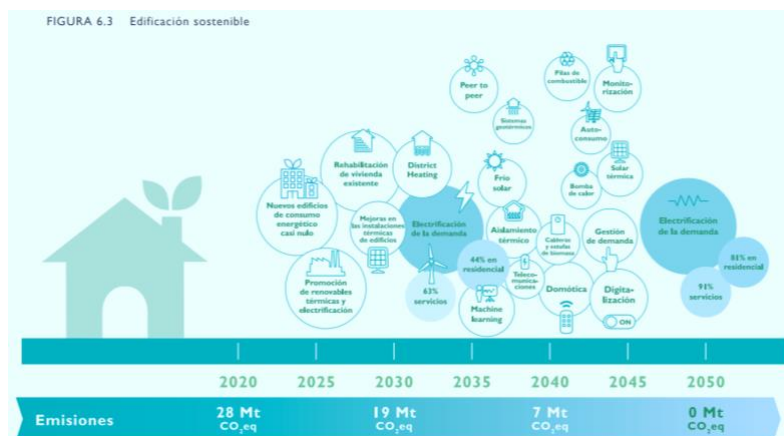 FIGURA 6.3 Edificación sostenible
Peer to
peer
Pilas de
combustible
Monito-
rización
Sistemas
geotérmicos
Auto-
consumo
Rehabilitación
de vivienda
existente
District
Heating
Frío
solar
Solar
térmica
Bomba
de calor
Nuevos edificios
de consumo
energético
casi nulo
Mejoras en
las instalaciones
térmicas
de edificios
Electrificación
de la demanda
Aislamiento
térmico
Calderas
y estufas
de biomasa
Gestión
de demanda
Electrificación
de la demanda
44% en
residencial
81% en
residencial
Promoción
de renovables
térmicas y
electrificación
63%
servicios
Teleco-
municaciones
Machine
learning
Domótica
Digita-
lización
91%
servicios
ON
2020 2025 2030 2035 2040 2045 2050
Emisiones 28 Mt 19 Mt 7 Mt 0 Mt
CO₂eq CO₂eq CO₂eq CO₂eq